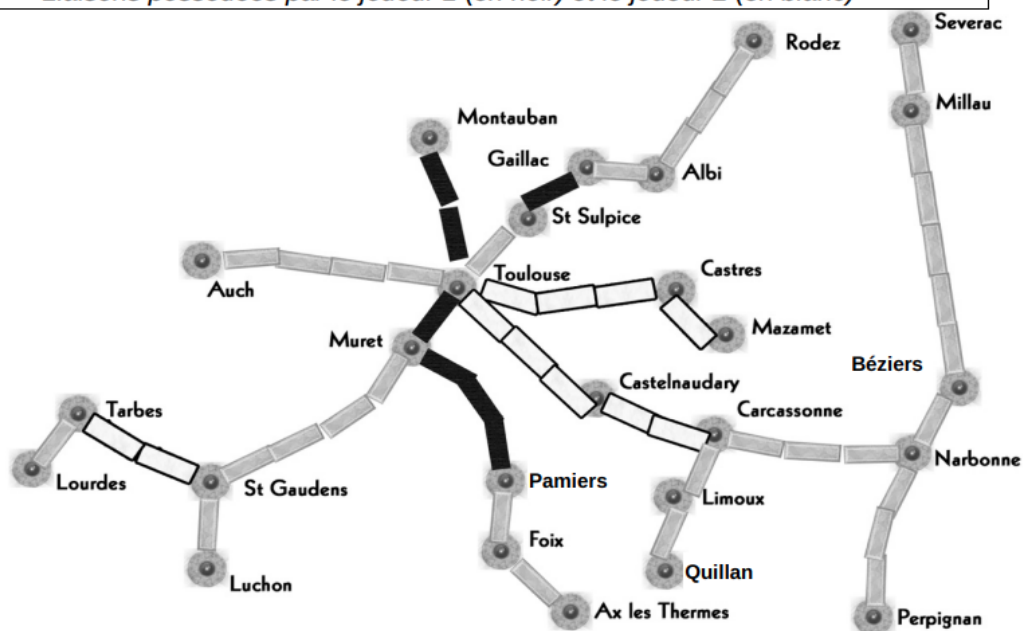 Liaisons possédées par le joueur 1 (en noir) et le joueur 2 (en blanc)
Severac
Rodez
Millau
Montauban
Gaillac
Albi
St Sulpice
Toulouse
Castres
Auch
Muret
Mazamet
Béziers
Castelnaudary
Tarbes
Carcassonne
Narbonne
Lourdes
St Gaudens
Pamiers
Limoux
Foix
Quillan
Luchon
Ax les Thermes
Perpignan